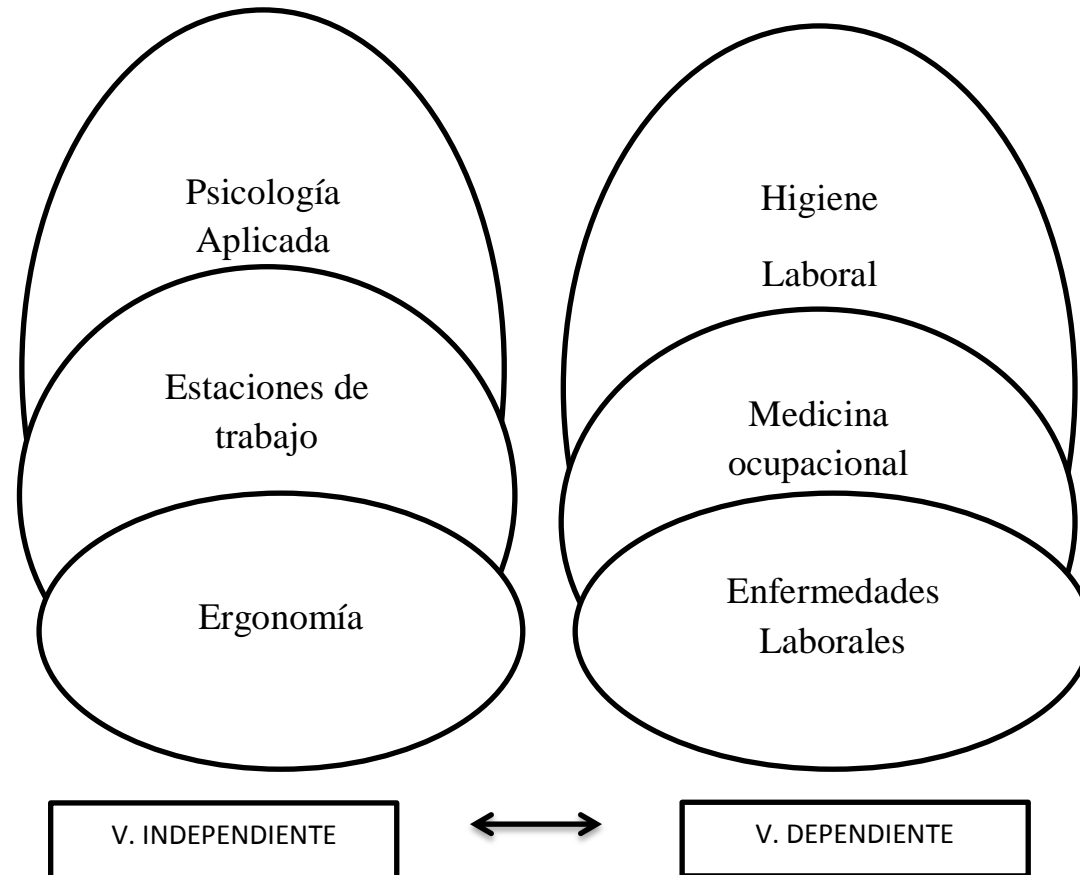 Psicología
Aplicada
Estaciones de
trabajo
Ergonomía
Higiene
Laboral
Medicina
ocupacional
Enfermedades
Laborales
V. INDEPENDIENTE
V. DEPENDIENTE